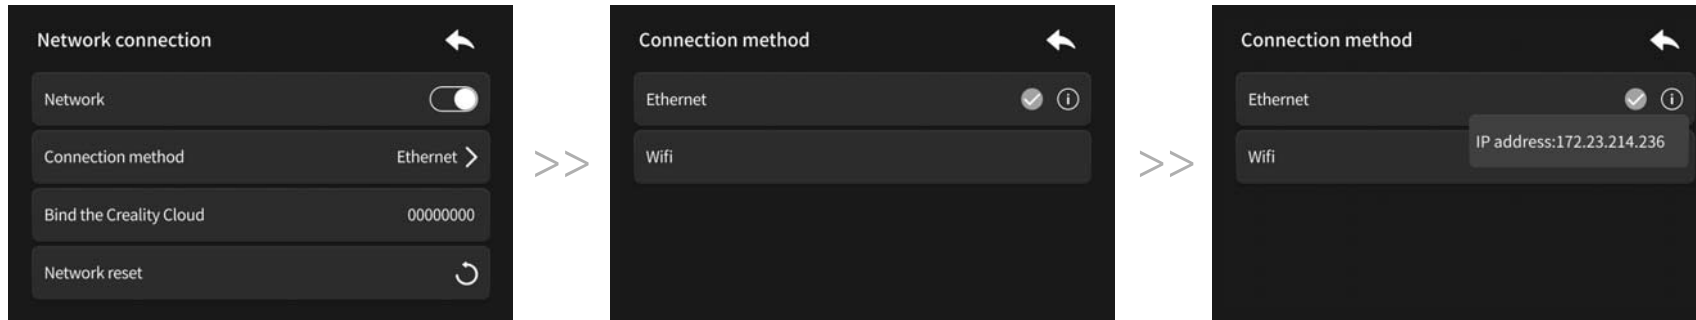 Network connection
Network
Connection method Ethernet >
Bind the Creality Cloud 00000000
Network reset
>>
Connection method
Ethernet
Wifi
>>
Connection method
Ethernet
IP address:172.23.214.236
Wifi